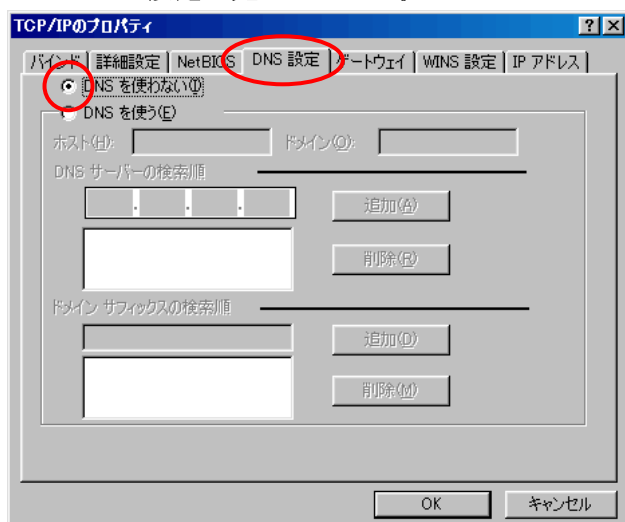 TCP/IPのプロパティ
バインド 詳細設定 NetBIOS DNS 設定 ゲートウェイ WINS 設定 IP アドレス
DNS を使わない(I)
DNS を使う(E)
ホスト(H): ドメイン(O):
DNS サーバーの検索順
追加(A)
削除(R)
ドメイン サフィックスの検索順
追加(D)
削除(M)
OK キャンセル